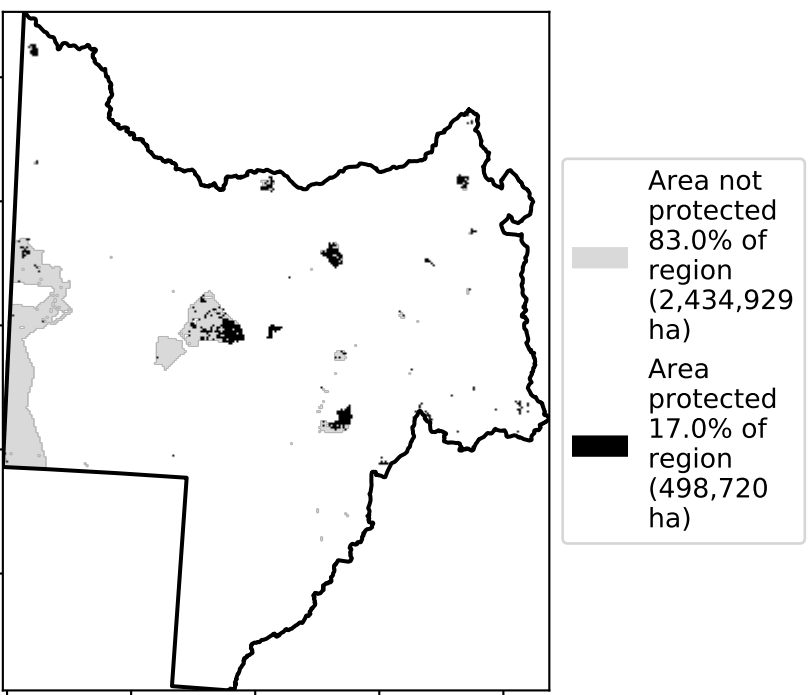 Area not
protected
83.0% of
region
(2,434,929
ha)
Area
protected
17.0% of
region
(498,720
ha)